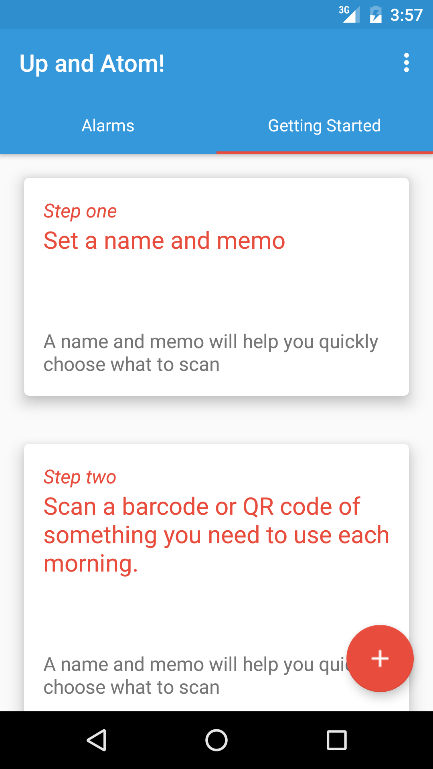 3G 3:57
Up and Atom!
Alarms Getting Started
Step one
Set a name and memo
A name and memo will help you quickly
choose what to scan
Step two
Scan a barcode or QR code of
something you need to use each
morning.
A name and memo will help you
choose what to scan